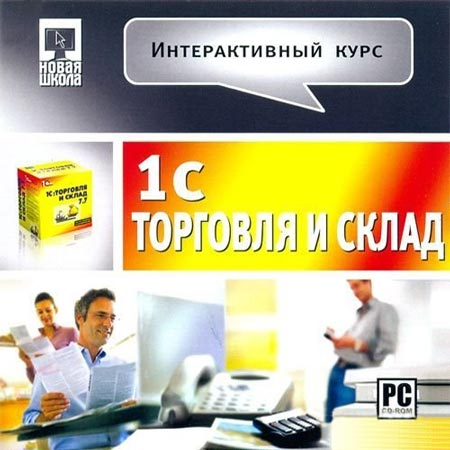 НОВАЯ
ШКОЛА
ИНТЕРАКТИВНЫЙ КУРС
1С:ТОРГОВЛЯ
И СКЛАД
7.7
1С
ТОРГОВЛЯ И СКЛАД
PC
CD-ROM